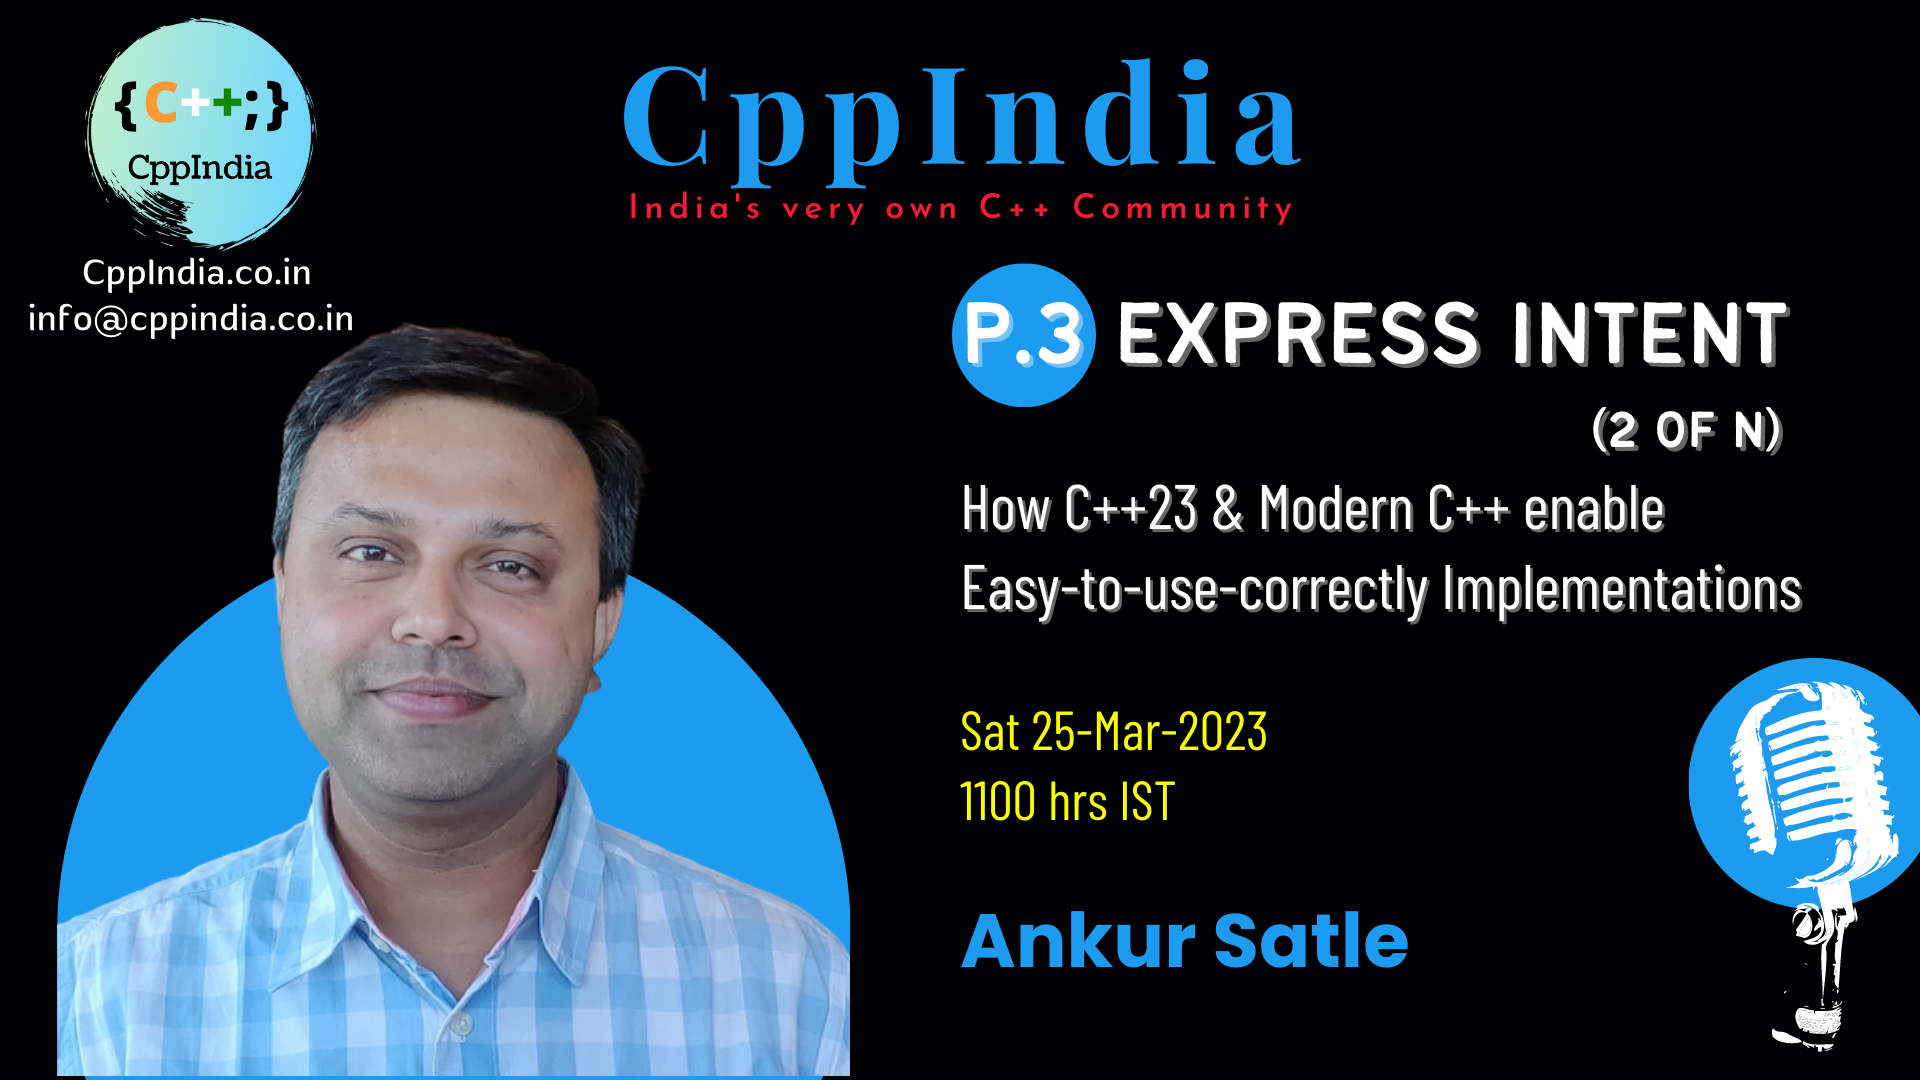 {C++;}
CppIndia
CppIndia.co.in
info@cppindia.co.in
CppIndia
India's very own C++ Community
P.3 EXPRESS INTENT
(2 OF N)
How C++23 & Modern C++ enable
Easy-to-use-correctly Implementations
Sat 25-Mar-2023
1100 hrs IST
Ankur Satle